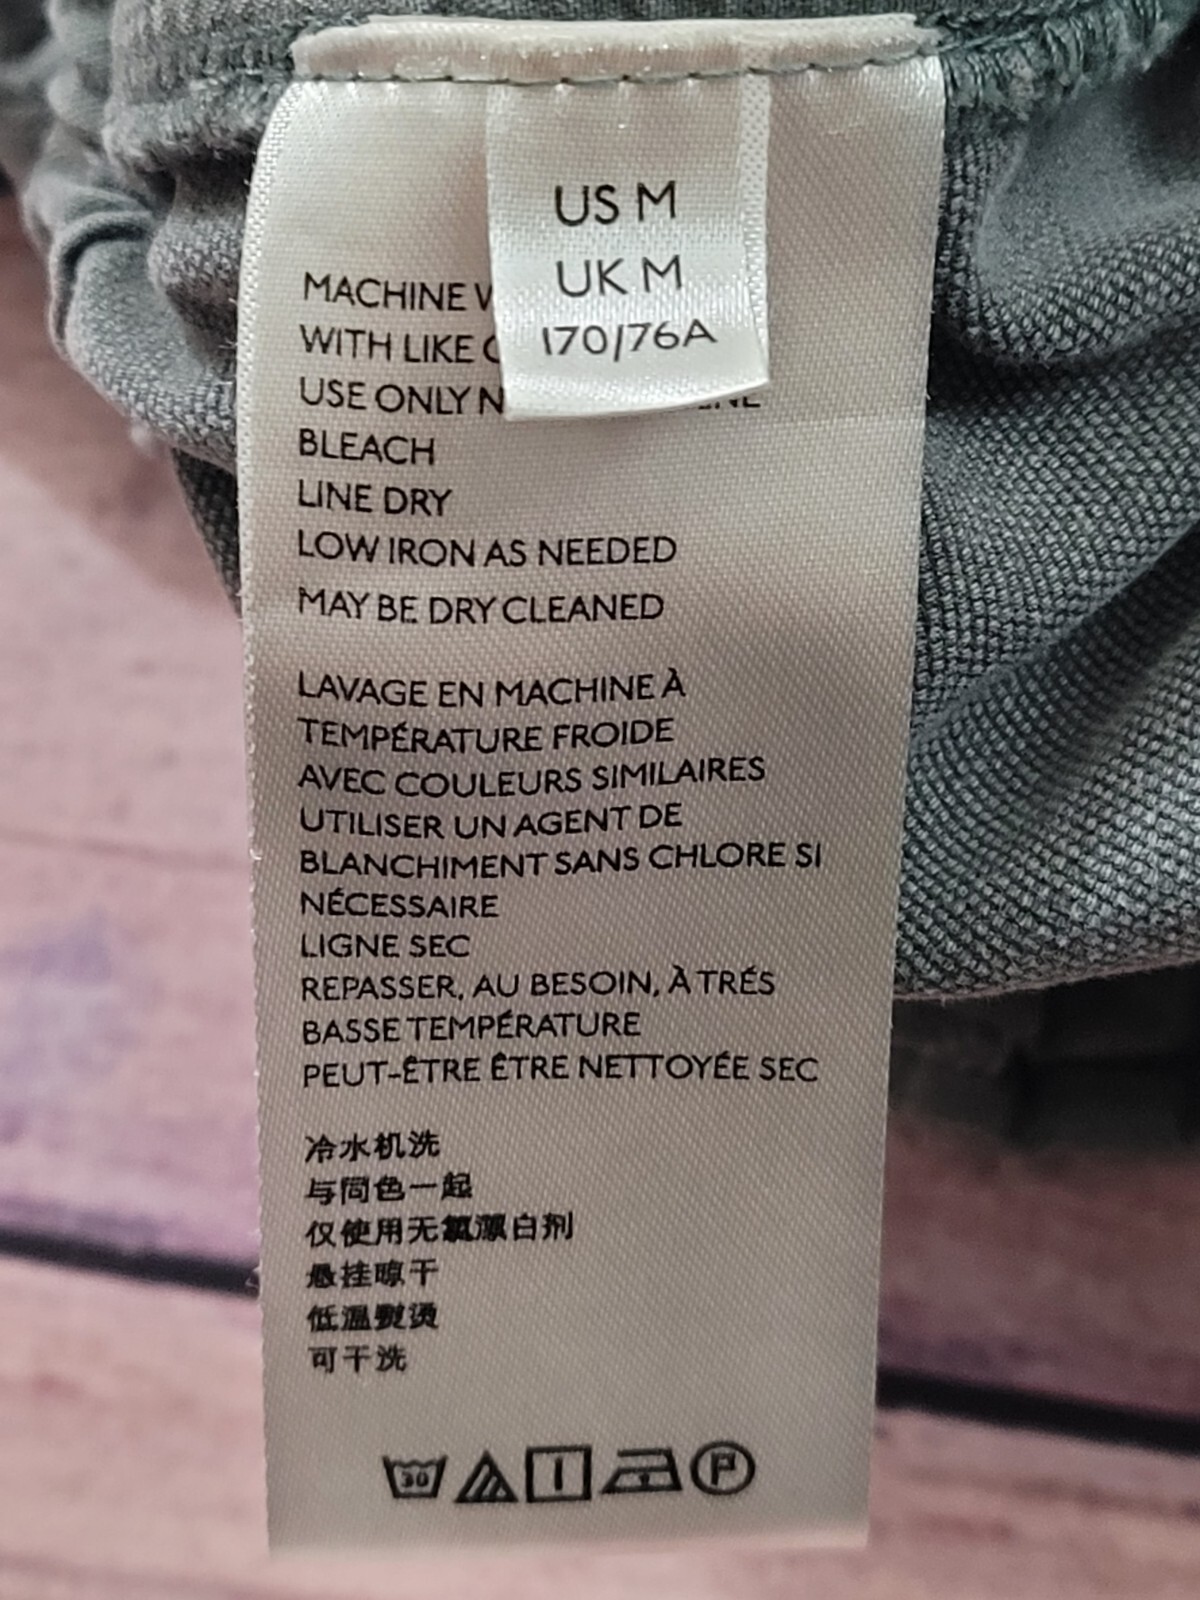 US M
UK M
170/76A
MACHINE
WITH LIKE
USE ONLY
BLEACH
LINE DRY
LOW IRON AS NEEDED
MAY BE DRY CLEANED
LAVAGE EN MACHINE À
TEMPÉRATURE FROIDE
AVEC COULEURS SIMILAIRES
UTILISER UN AGENT DE
BLANCHIMENT SANS CHLORE SI
NÉCESSAIRE
LIGNE SEC
REPASSER, AU BESOIN, À TRÉS
BASSE TEMPÉRATURE
PEUT-ÊTRE ÊTRE NETTOYÉE SEC
冷水机洗
与同色一起
仅使用无氯漂白剂
悬挂晾干
低温熨烫
可干洗
30 P